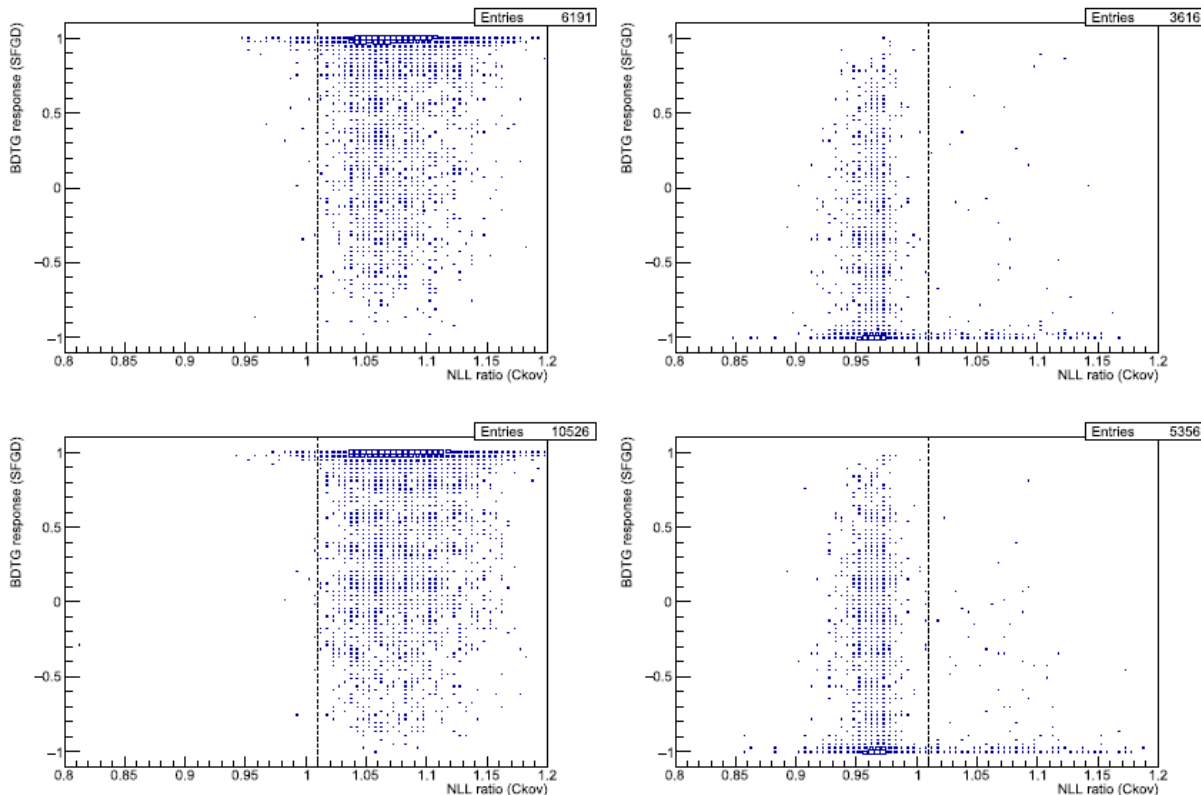 Entries 6191
BDTG response (SFGD)
1
0.5
0
−0.5
−1
0.8 0.85 0.9 0.95 1 1.05 1.1 1.15 1.2
NLL ratio (Ckov)
Entries 3616
BDTG response (SFGD)
1
0.5
0
−0.5
−1
0.8 0.85 0.9 0.95 1 1.05 1.1 1.15 1.2
NLL ratio (Ckov)
Entries 10526
BDTG response (SFGD)
1
0.5
0
−0.5
−1
0.8 0.85 0.9 0.95 1 1.05 1.1 1.15 1.2
NLL ratio (Ckov)
Entries 5356
BDTG response (SFGD)
1
0.5
0
−0.5
−1
0.8 0.85 0.9 0.95 1 1.05 1.1 1.15 1.2
NLL ratio (Ckov)